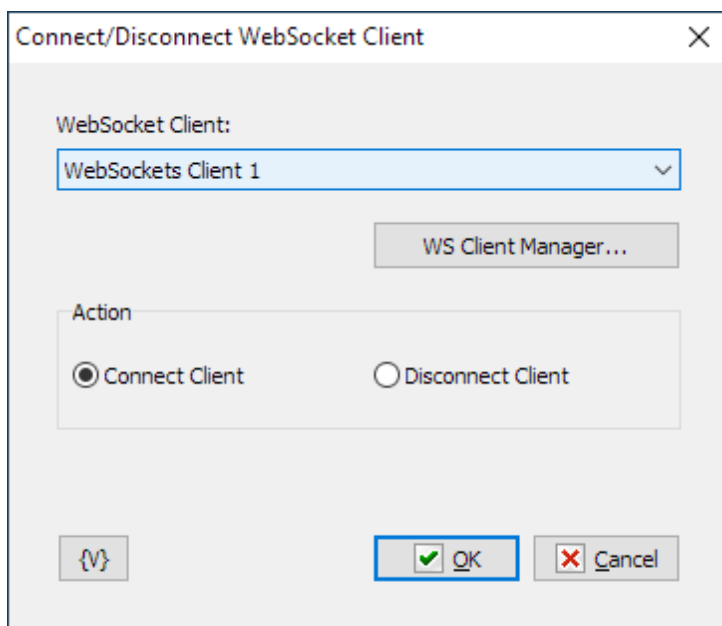 Connect/Disconnect WebSocket Client
WebSocket Client:
WebSockets Client 1
WS Client Manager...
Action
Connect Client
Disconnect Client
{V}
OK
Cancel